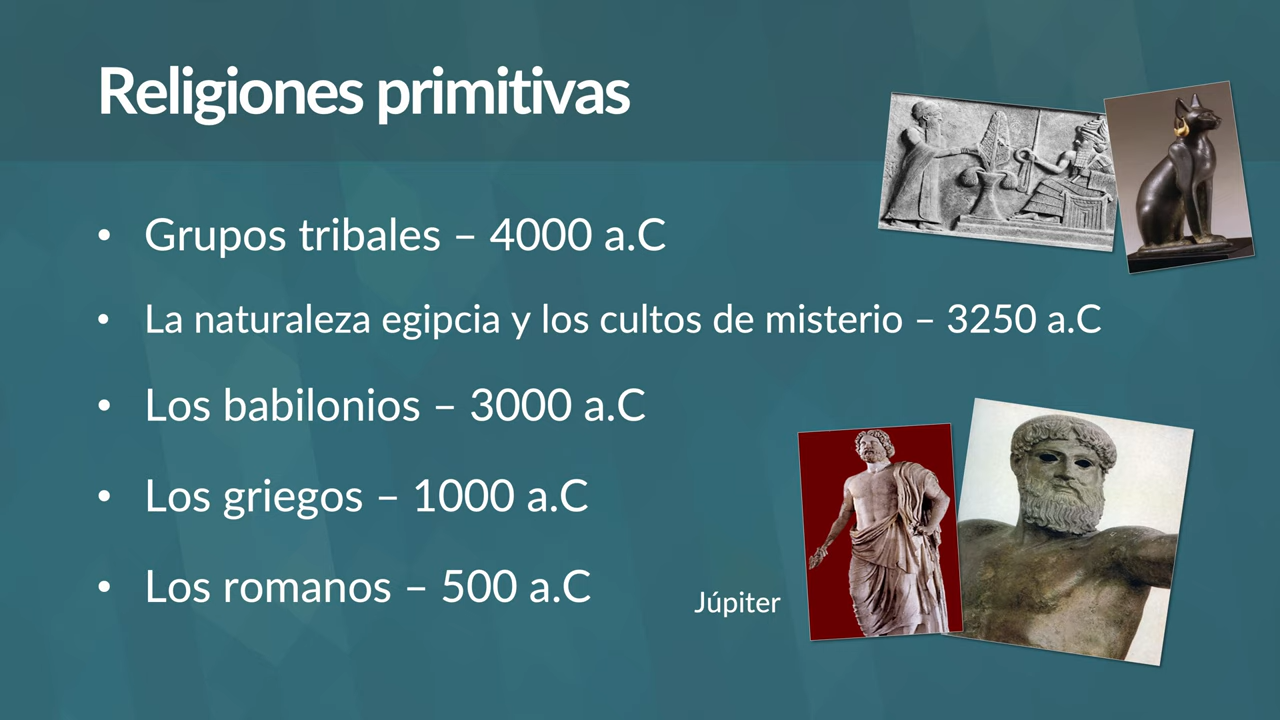 Religiones primitivas
• Grupos tribales – 4000 a.C
• La naturaleza egipcia y los cultos de misterio – 3250 a.C
• Los babilonios – 3000 a.C
• Los griegos – 1000 a.C
• Los romanos – 500 a.C
Júpiter